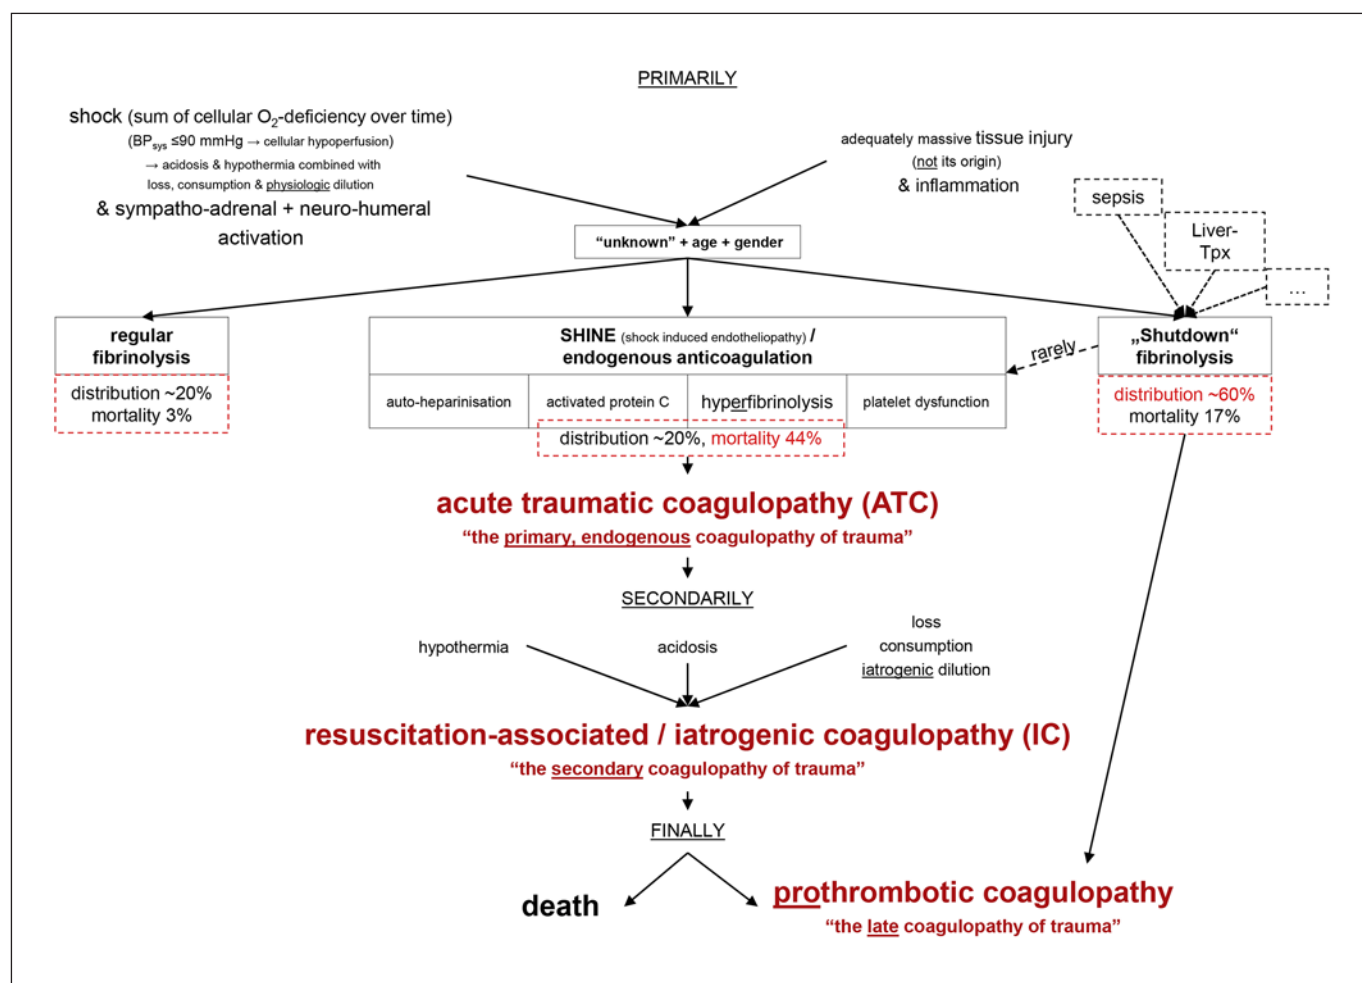 PRIMARILY
shock (sum of cellular O₂-deficiency over time)
(BPsys ≤90 mmHg → cellular hypoperfusion)
→ acidosis & hypothermia combined with
loss, consumption & physiologic dilution
& sympatho-adrenal + neuro-humeral
activation
adequately massive tissue injury
(not its origin)
& inflammation
sepsis
Liver-
Tpx
...
“unknown” + age + gender
regular
fibrinolysis
distribution ~20%
mortality 3%
SHINE (shock induced endotheliopathy) /
endogenous anticoagulation
auto-heparinisation
activated protein C
hyperfibrinolysis
platelet dysfunction
distribution ~20%, mortality 44%
rarely
„Shutdown“
fibrinolysis
distribution ~60%
mortality 17%
acute traumatic coagulopathy (ATC)
“the primary, endogenous coagulopathy of trauma”
SECONDARILY
hypothermia
acidosis
loss
consumption
iatrogenic dilution
resuscitation-associated / iatrogenic coagulopathy (IC)
“the secondary coagulopathy of trauma”
FINALLY
death
prothrombotic coagulopathy
“the late coagulopathy of trauma”